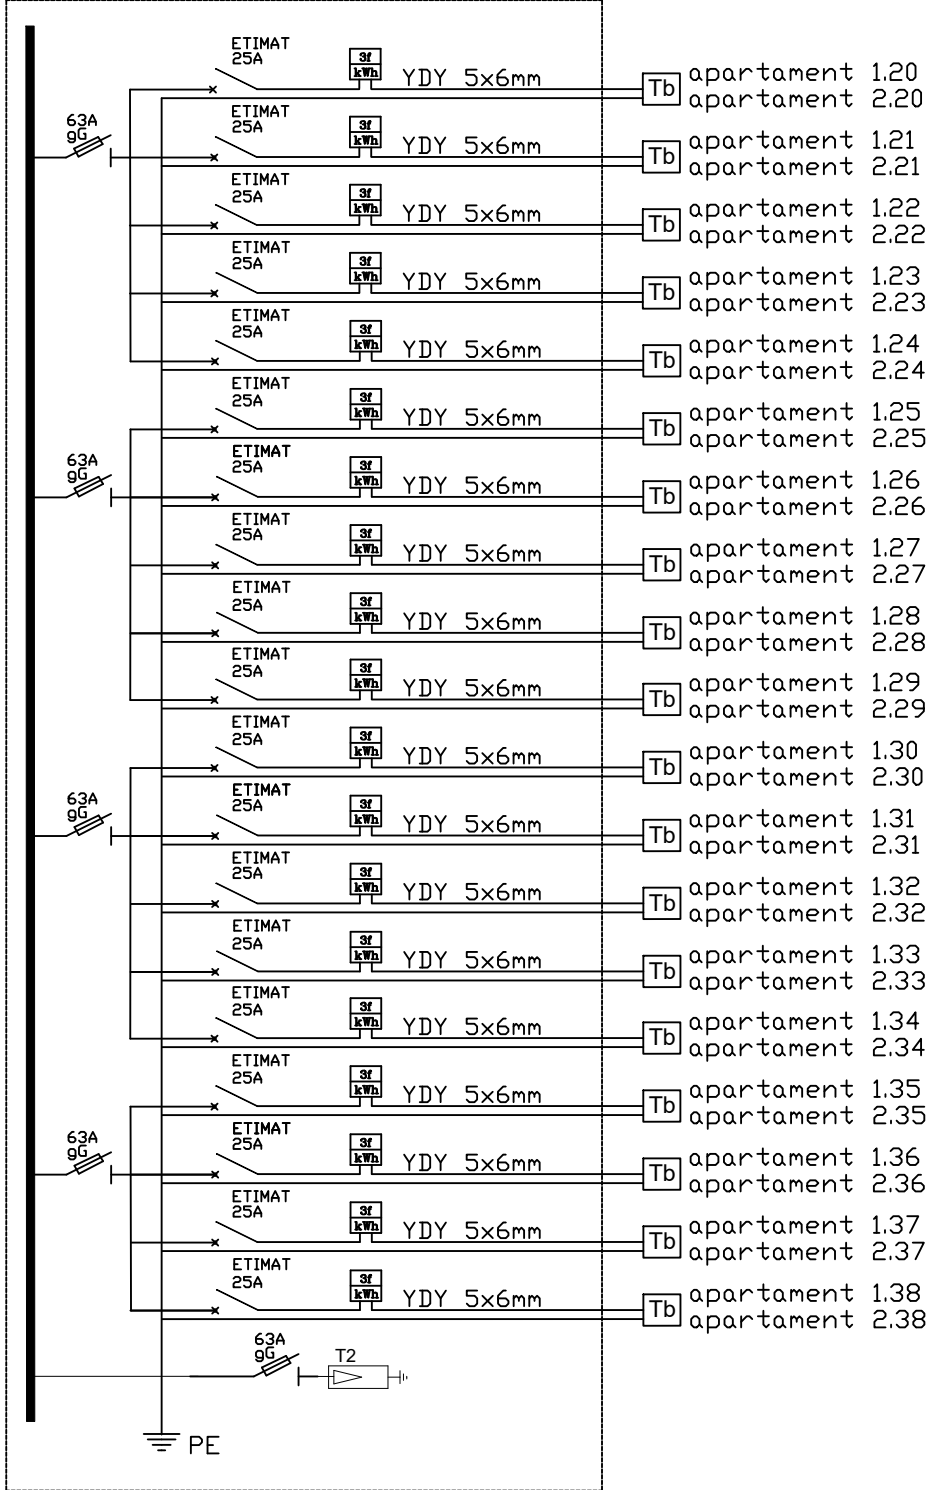 ETIMAT
25A
3f
kWh
YDY 5x6mm
Tb
apartament 1.20
apartament 2.20
63A
gG
ETIMAT
25A
3f
kWh
YDY 5x6mm
Tb
apartament 1.21
apartament 2.21
ETIMAT
25A
3f
kWh
YDY 5x6mm
Tb
apartament 1.22
apartament 2.22
ETIMAT
25A
3f
kWh
YDY 5x6mm
Tb
apartament 1.23
apartament 2.23
ETIMAT
25A
3f
kWh
YDY 5x6mm
Tb
apartament 1.24
apartament 2.24
ETIMAT
25A
3f
kWh
YDY 5x6mm
Tb
apartament 1.25
apartament 2.25
63A
gG
ETIMAT
25A
3f
kWh
YDY 5x6mm
Tb
apartament 1.26
apartament 2.26
ETIMAT
25A
3f
kWh
YDY 5x6mm
Tb
apartament 1.27
apartament 2.27
ETIMAT
25A
3f
kWh
YDY 5x6mm
Tb
apartament 1.28
apartament 2.28
ETIMAT
25A
3f
kWh
YDY 5x6mm
Tb
apartament 1.29
apartament 2.29
ETIMAT
25A
3f
kWh
YDY 5x6mm
Tb
apartament 1.30
apartament 2.30
63A
gG
ETIMAT
25A
3f
kWh
YDY 5x6mm
Tb
apartament 1.31
apartament 2.31
ETIMAT
25A
3f
kWh
YDY 5x6mm
Tb
apartament 1.32
apartament 2.32
ETIMAT
25A
3f
kWh
YDY 5x6mm
Tb
apartament 1.33
apartament 2.33
ETIMAT
25A
3f
kWh
YDY 5x6mm
Tb
apartament 1.34
apartament 2.34
ETIMAT
25A
3f
kWh
YDY 5x6mm
Tb
apartament 1.35
apartament 2.35
63A
gG
ETIMAT
25A
3f
kWh
YDY 5x6mm
Tb
apartament 1.36
apartament 2.36
ETIMAT
25A
3f
kWh
YDY 5x6mm
Tb
apartament 1.37
apartament 2.37
ETIMAT
25A
3f
kWh
YDY 5x6mm
Tb
apartament 1.38
apartament 2.38
63A
gG
T2
PE